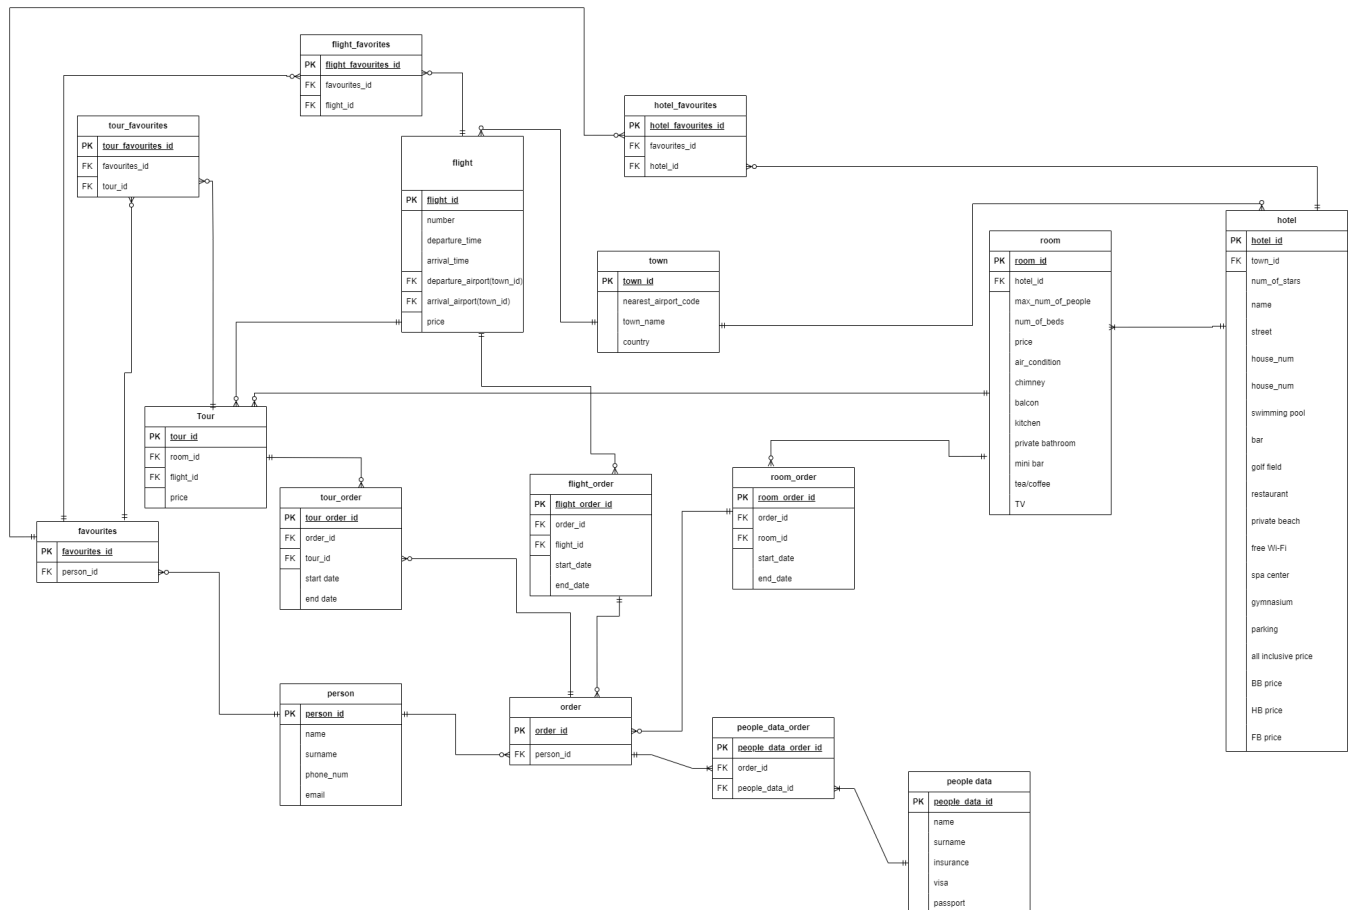 flight_favorites
PK flight_favourites_id
FK favourites_id
FK flight_id
tour_favourites
PK tour_favourites_id
FK favourites_id
FK tour_id
hotel_favourites
PK hotel_favourites_id
FK favourites_id
FK hotel_id
flight
PK flight_id
number
departure_time
arrival_time
FK departure_airport(town_id)
FK arrival_airport(town_id)
price
town
PK town_id
nearest_airport_code
town_name
country
room
PK room_id
FK hotel_id
max_num_of_people
num_of_beds
price
air_condition
chimney
balcon
kitchen
private bathroom
mini bar
tea/coffee
TV
hotel
PK hotel_id
FK town_id
num_of_stars
name
street
house_num
house_num
swimming pool
bar
golf field
restaurant
private beach
free Wi-Fi
spa center
gymnasium
parking
all inclusive price
BB price
HB price
FB price
Tour
PK tour_id
FK room_id
FK flight_id
price
favourites
PK favourites_id
FK person_id
tour_order
PK tour_order_id
FK order_id
FK tour_id
start date
end date
flight_order
PK flight_order_id
FK order_id
FK flight_id
start_date
end_date
room_order
PK room_order_id
FK order_id
FK room_id
start_date
end_date
person
PK person_id
name
surname
phone_num
email
order
PK order_id
FK person_id
people_data_order
PK people_data_order_id
FK order_id
FK people_data_id
people data
PK people_data_id
name
surname
insurance
visa
passport